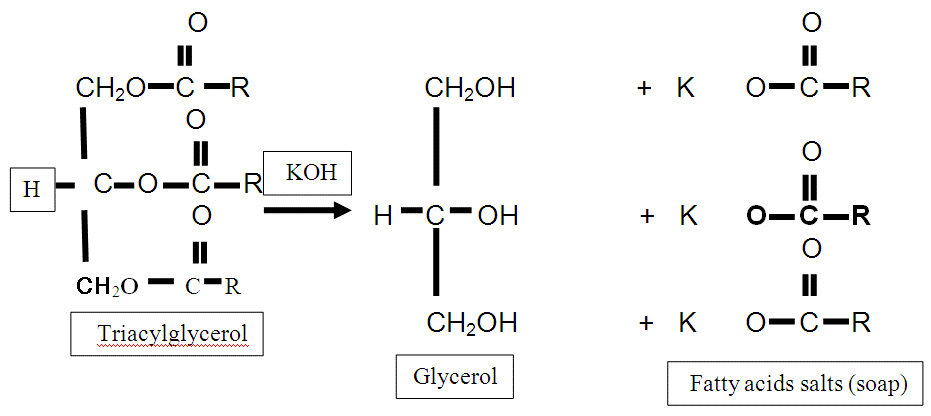 O O
CH₂O C R CH₂OH + K O C R
O O
H C O C R KOH H C OH + K O C R
O O
CH₂O C R CH₂OH + K O C R
Triacylglycerol
Glycerol Fatty acids salts (soap)